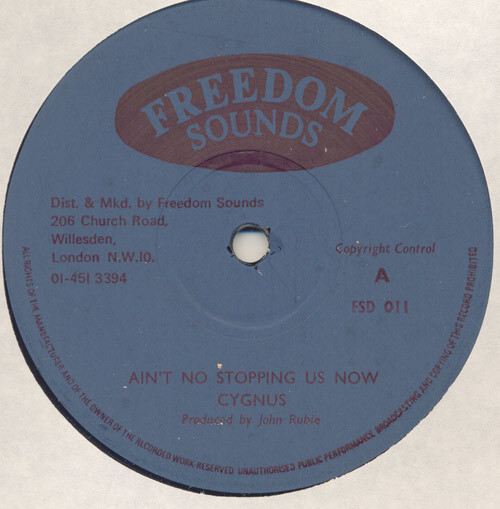 FREEDOM
SOUNDS
Dist. & Mkd. by Freedom Sounds
206 Church Road,
Willesden,
London N.W.10.
01-451 3394
Copyright Control
A
FSD 011
AIN'T NO STOPPING US NOW
CYGNUS
Produced by John Rubie
ALL RIGHTS OF THE MANUFACTURER AND OF THE OWNER OF THE RECORDED WORK RESERVED UNAUTHORISED PUBLIC PERFORMANCE BROADCASTING AND COPYING OF THIS RECORD PROHIBITED